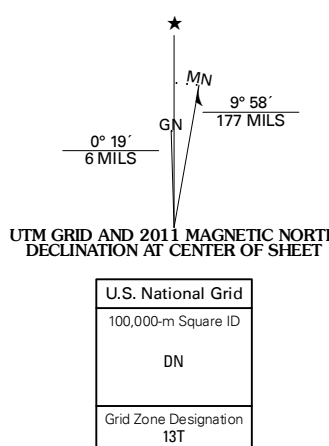 ★
MN
9° 58´
177 MILS
GN
0° 19´
6 MILS
UTM GRID AND 2011 MAGNETIC NORTH
DECLINATION AT CENTER OF SHEET
U.S. National Grid
100,000-m Square ID
DN
Grid Zone Designation
13T